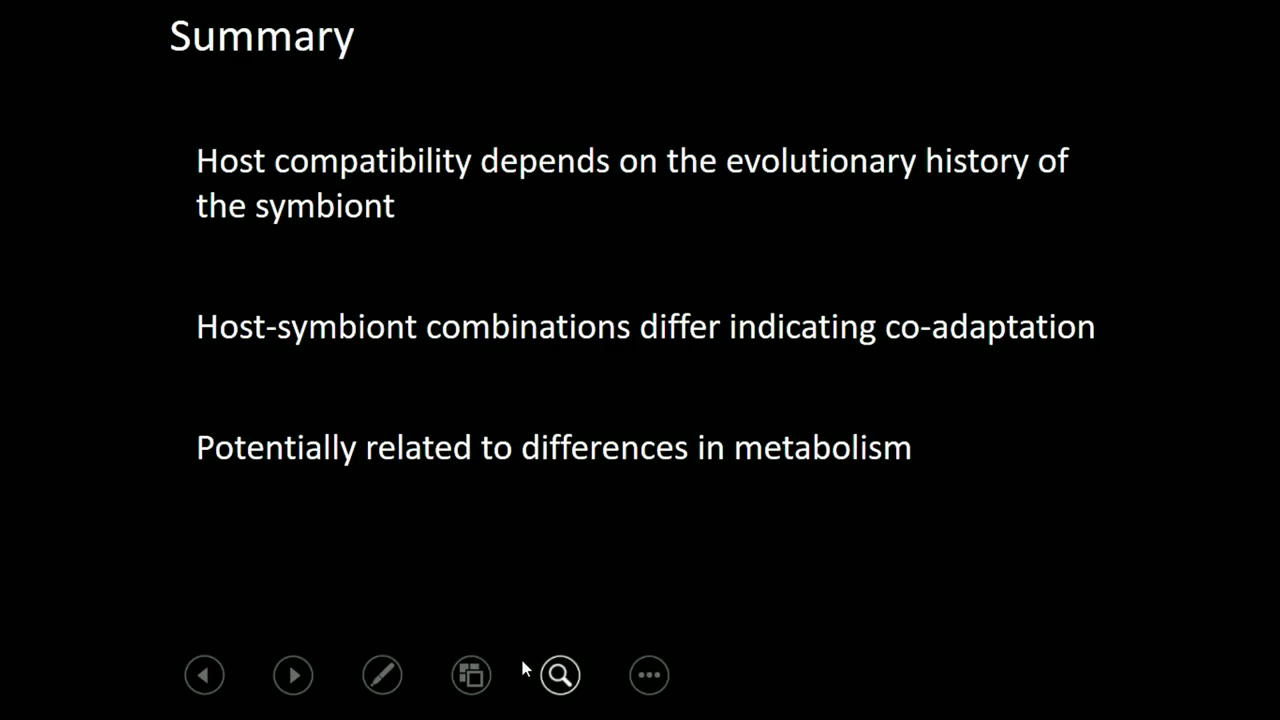 Summary
Host compatibility depends on the evolutionary history of
the symbiont
Host-symbiont combinations differ indicating co-adaptation
Potentially related to differences in metabolism